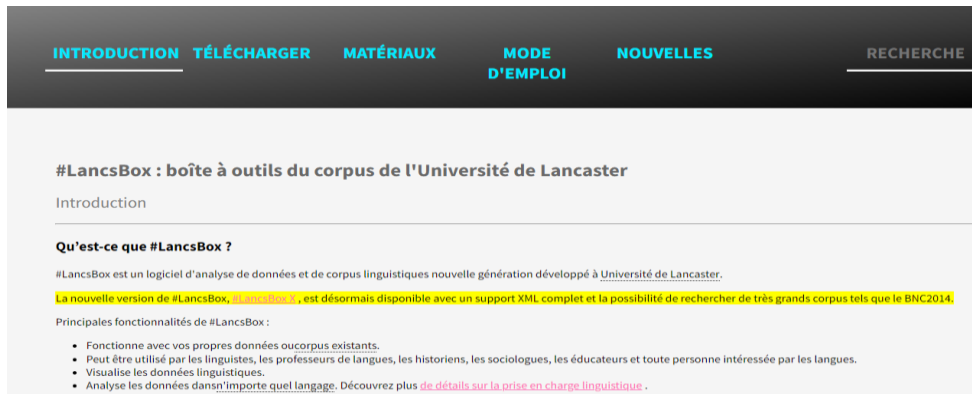 INTRODUCTION TÉLÉCHARGER MATÉRIAUX MODE D'EMPLOI NOUVELLES RECHERCHE
#LancsBox : boîte à outils du corpus de l'Université de Lancaster
Introduction
Qu'est-ce que #LancsBox ?
#LancsBox est un logiciel d'analyse de données et de corpus linguistiques nouvelle génération développé à Université de Lancaster.
La nouvelle version de #LancsBox, #LancsBox X , est désormais disponible avec un support XML complet et la possibilité de rechercher de très grands corpus tels que le BNC2014.
Principales fonctionnalités de #LancsBox :
• Fonctionne avec vos propres données oucorpus existants.
• Peut être utilisé par les linguistes, les professeurs de langues, les historiens, les sociologues, les éducateurs et toute personne intéressée par les langues.
• Visualise les données linguistiques.
• Analyse les données dansn'importe quel langage. Découvrez plus de détails sur la prise en charge linguistique .